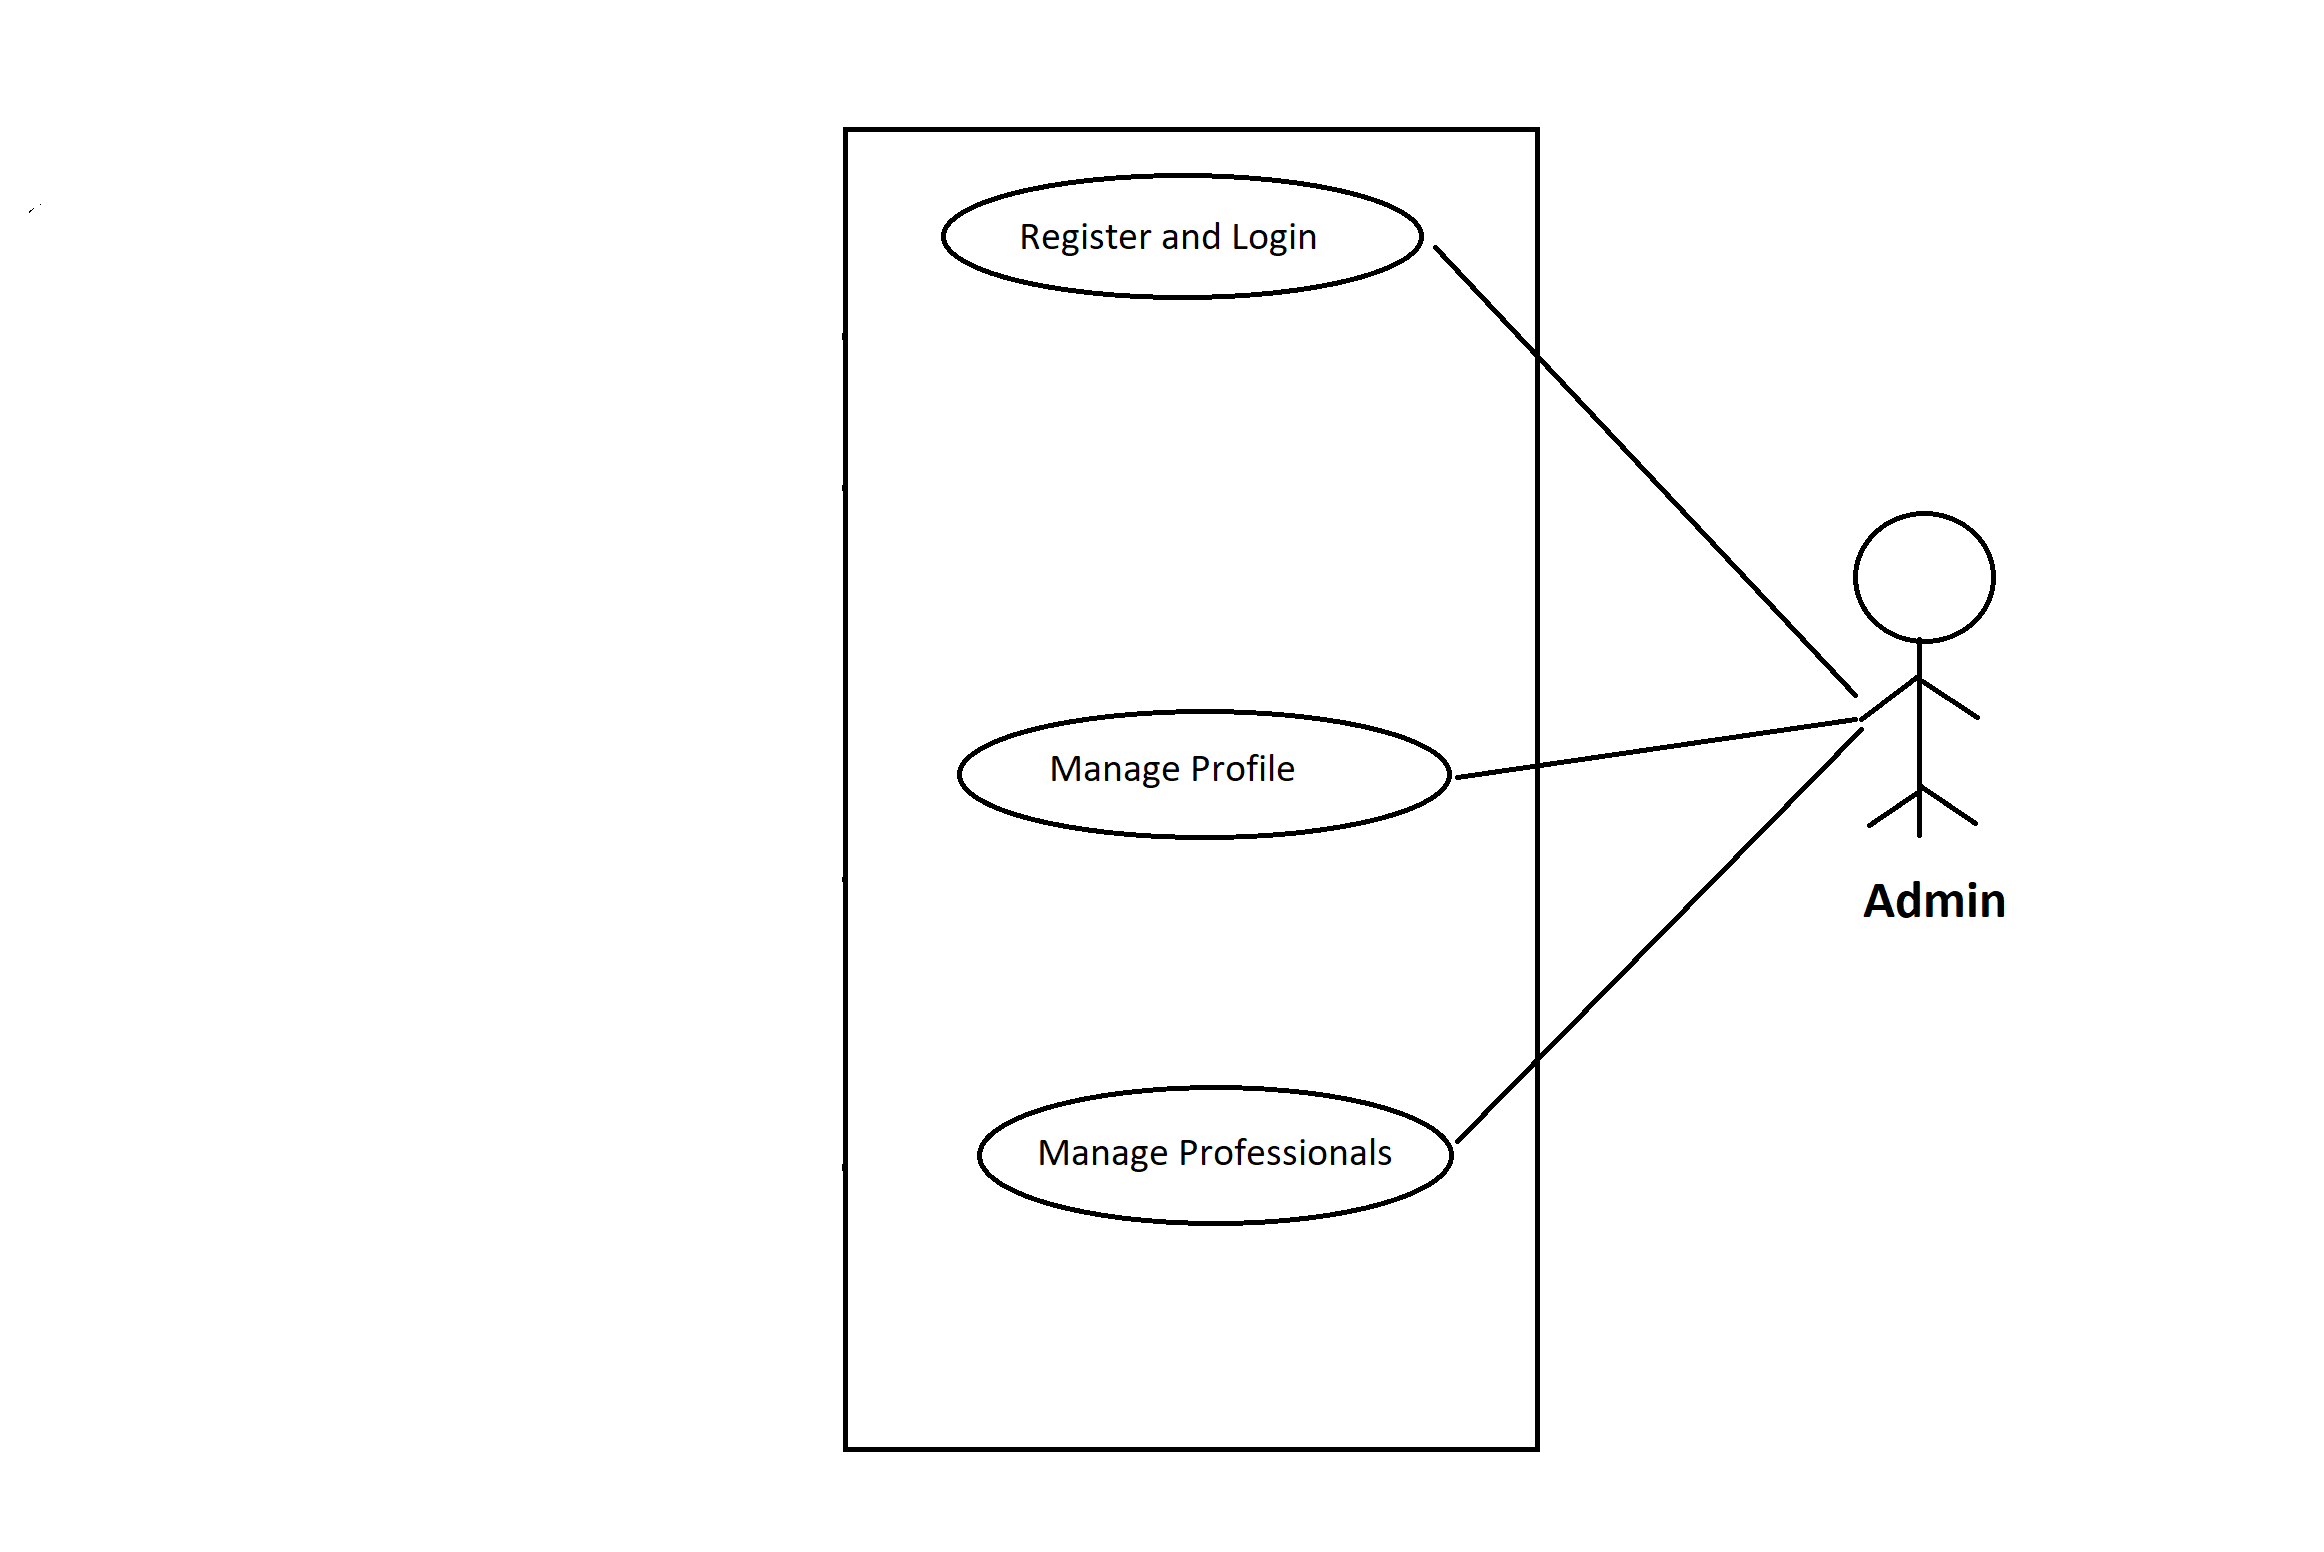 Register and Login
Manage Profile
Admin
Manage Professionals